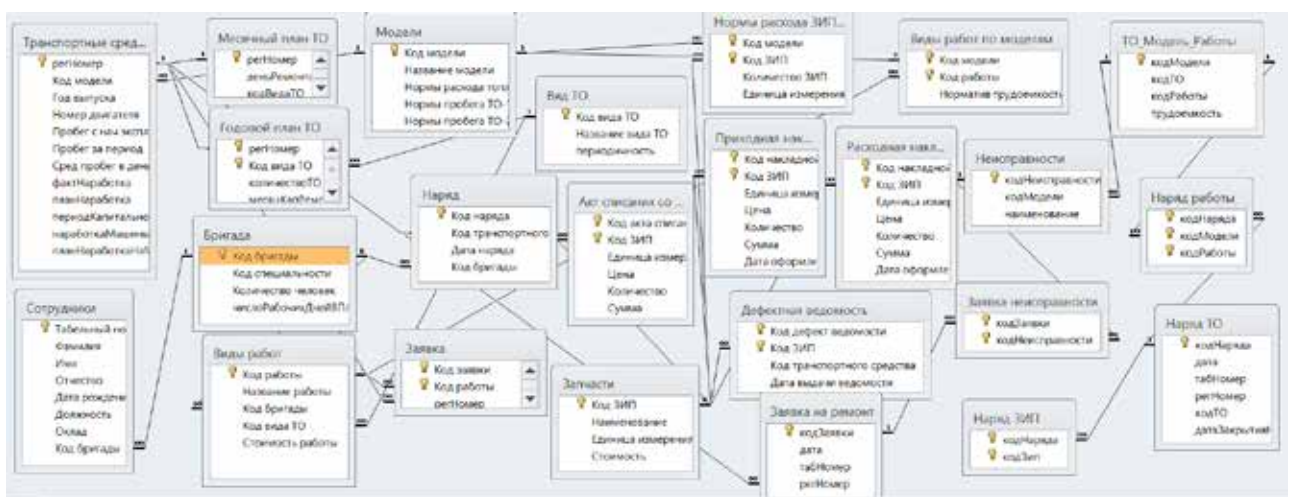 Транспортные сред...
регНомер
Код модели
Год выпуска
Номер двигателя
Пробег с нач экспл
Пробег за период
Сред пробег в день
фактНаработка
планНаработка
периодКапитально
наработкаМашины
Месячный план ТО
регНомер
деньРемонта
кодВидаТО
Годовой план ТО
регНомер
Код вида ТО
количествоТО
Модели
Код модели
Название модели
Нормы расхода топ
Нормы пробега ТО-
Нормы пробега ТО-
Вид ТО
Код вида ТО
Название вида ТО
периодичность
Нормы расхода ЗИП...
Код модели
Код ЗИП
Количество ЗИП
Единица измерения
Виды работ по моделям
Код модели
Код работы
Норматив трудоемкость
ТО_Модель_Работы
кодМодели
кодТО
кодРаботы
трудоемкость
Бригада
Код бригады
Код специальности
Количество человек
Наряд
Код наряда
Код транспортного
Дата наряда
Код бригады
Акт списания со ...
Код акта списан
Код ЗИП
Единица измер
Цена
Количество
Сумма
Приходная нак...
Код накладной
Код ЗИП
Единица измер
Цена
Количество
Сумма
Дата оформле
Расходная накл...
Код накладной
Код ЗИП
Единица измер
Цена
Количество
Сумма
Дата оформле
Неисправности
кодНеисправности
кодМодели
наименование
Наряд работы
кодНаряда
кодМодели
кодРаботы
Сотрудники
Табельный но
Фамилия
Имя
Отчество
Дата рождени
Должность
Оклад
Код бригады
Виды работ
Код работы
Название работы
Код бригады
Код вида ТО
Стоимость работы
Заявка
Код заявки
Код работы
регНомер
Запчасти
Код ЗИП
Наименование
Единица измерения
Стоимость
Дефектная ведомость
Код дефект ведомости
Код ЗИП
Код транспортного средства
Дата выдачи ведомости
Заявка неисправности
кодЗаявки
кодНеисправности
Заявка на ремонт
кодЗаявки
дата
табНомер
регНомер
Наряд ЗИП
кодНаряда
кодЗип
Наряд ТО
кодНаряда
дата
табНомер
регНомер
кодТО
датаЗакрытия